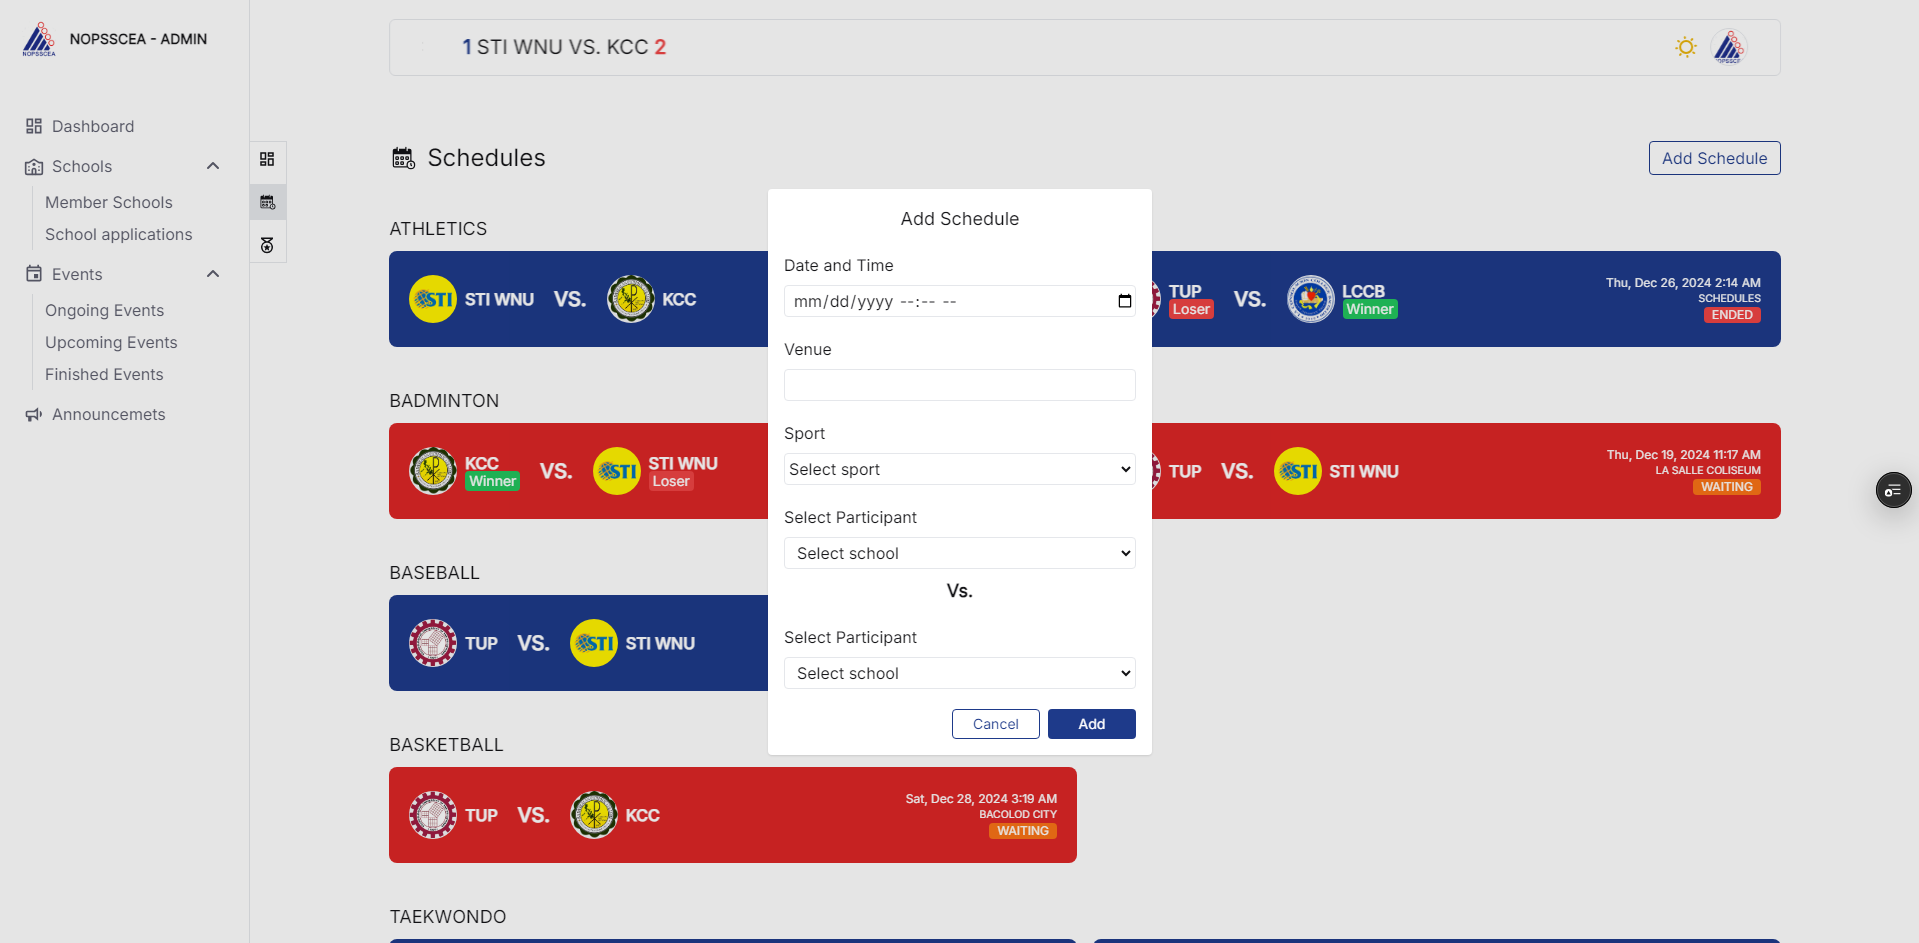 NOPSSCEA
NOPSSCEA - ADMIN
1 STI WNU VS. KCC 2
Dashboard
Schools
Member Schools
School applications
Events
Ongoing Events
Upcoming Events
Finished Events
Announcemets
Schedules
Add Schedule
ATHLETICS
STI
STI WNU
VS.
KCC
TUP
Loser
VS.
LCCB
Winner
Thu, Dec 26, 2024 2:14 AM
SCHEDULES
ENDED
BADMINTON
KCC
Winner
VS.
STI
STI WNU
Loser
TUP
VS.
STI
STI WNU
Thu, Dec 19, 2024 11:17 AM
LA SALLE COLISEUM
WAITING
BASEBALL
TUP
VS.
STI
STI WNU
BASKETBALL
TUP
VS.
KCC
Sat, Dec 28, 2024 3:19 AM
BACOLOD CITY
WAITING
TAEKWONDO
Add Schedule
Date and Time
mm/dd/yyyy --:-- --
Venue
Sport
Select sport
Select Participant
Select school
Vs.
Select Participant
Select school
Cancel
Add